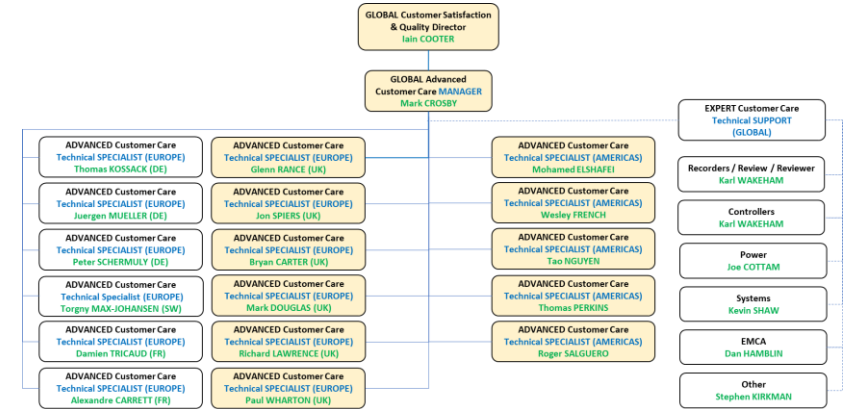 GLOBAL Customer Satisfaction
& Quality Director
Iain COOTER
GLOBAL Advanced
Customer Care MANAGER
Mark CROSBY
EXPERT Customer Care
Technical SUPPORT
(GLOBAL)
ADVANCED Customer Care
Technical SPECIALIST (EUROPE)
Thomas KOSSACK (DE)
ADVANCED Customer Care
Technical SPECIALIST (EUROPE)
Glenn RANCE (UK)
ADVANCED Customer Care
Technical SPECIALIST (AMERICAS)
Mohamed ELSHAFEI
Recorders / Review / Reviewer
Karl WAKEHAM
ADVANCED Customer Care
Technical SPECIALIST (EUROPE)
Juergen MUELLER (DE)
ADVANCED Customer Care
Technical SPECIALIST (EUROPE)
Jon SPIERS (UK)
ADVANCED Customer Care
Technical SPECIALIST (AMERICAS)
Wesley FRENCH
Controllers
Karl WAKEHAM
ADVANCED Customer Care
Technical SPECIALIST (EUROPE)
Peter SCHERMULY (DE)
ADVANCED Customer Care
Technical SPECIALIST (EUROPE)
Bryan CARTER (UK)
ADVANCED Customer Care
Technical SPECIALIST (AMERICAS)
Tao NGUYEN
Power
Joe COTTAM
ADVANCED Customer Care
Technical Specialist (EUROPE)
Torgny MAX-JOHANSEN (SW)
ADVANCED Customer Care
Technical SPECIALIST (EUROPE)
Mark DOUGLAS (UK)
ADVANCED Customer Care
Technical SPECIALIST (AMERICAS)
Thomas PERKINS
Systems
Kevin SHAW
ADVANCED Customer Care
Technical SPECIALIST (EUROPE)
Damien TRICAUD (FR)
ADVANCED Customer Care
Technical SPECIALIST (EUROPE)
Richard LAWRENCE (UK)
ADVANCED Customer Care
Technical SPECIALIST (AMERICAS)
Roger SALGUERO
EMCA
Dan HAMBLIN
ADVANCED Customer Care
Technical SPECIALIST (EUROPE)
Alexandre CARRETT (FR)
ADVANCED Customer Care
Technical SPECIALIST (EUROPE)
Paul WHARTON (UK)
Other
Stephen KIRKMAN